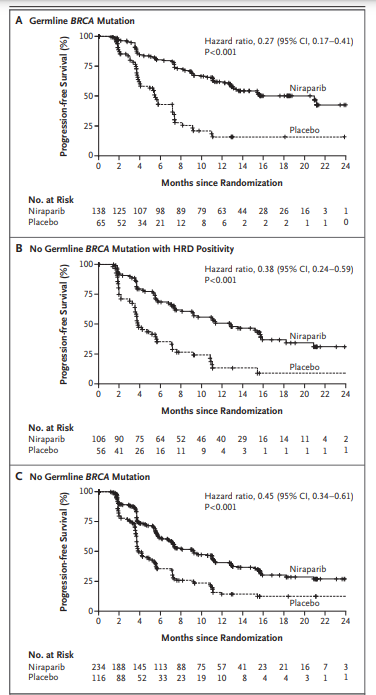 A Germline BRCA Mutation
Progression-free Survival (%)
100
75
50
25
0
Hazard ratio, 0.27 (95% CI, 0.17–0.41)
P<0.001
Niraparib
Placebo
0 2 4 6 8 10 12 14 16 18 20 22 24
Months since Randomization
No. at Risk
Niraparib 138 125 107 98 89 79 63 44 28 26 16 3 1
Placebo 65 52 34 21 12 8 6 2 2 2 1 1 0
B No Germline BRCA Mutation with HRD Positivity
Progression-free Survival (%)
100
75
50
25
0
Hazard ratio, 0.38 (95% CI, 0.24–0.59)
P<0.001
Niraparib
Placebo
0 2 4 6 8 10 12 14 16 18 20 22 24
Months since Randomization
No. at Risk
Niraparib 106 90 75 64 52 46 40 29 16 14 11 4 2
Placebo 56 41 26 16 11 9 4 3 1 1 1 1 1
C No Germline BRCA Mutation
Progression-free Survival (%)
100
75
50
25
0
Hazard ratio, 0.45 (95% CI, 0.34–0.61)
P<0.001
Niraparib
Placebo
0 2 4 6 8 10 12 14 16 18 20 22 24
Months since Randomization
No. at Risk
Niraparib 234 188 145 113 88 75 57 41 23 21 16 7 3
Placebo 116 88 52 33 23 19 10 8 4 4 3 1 1